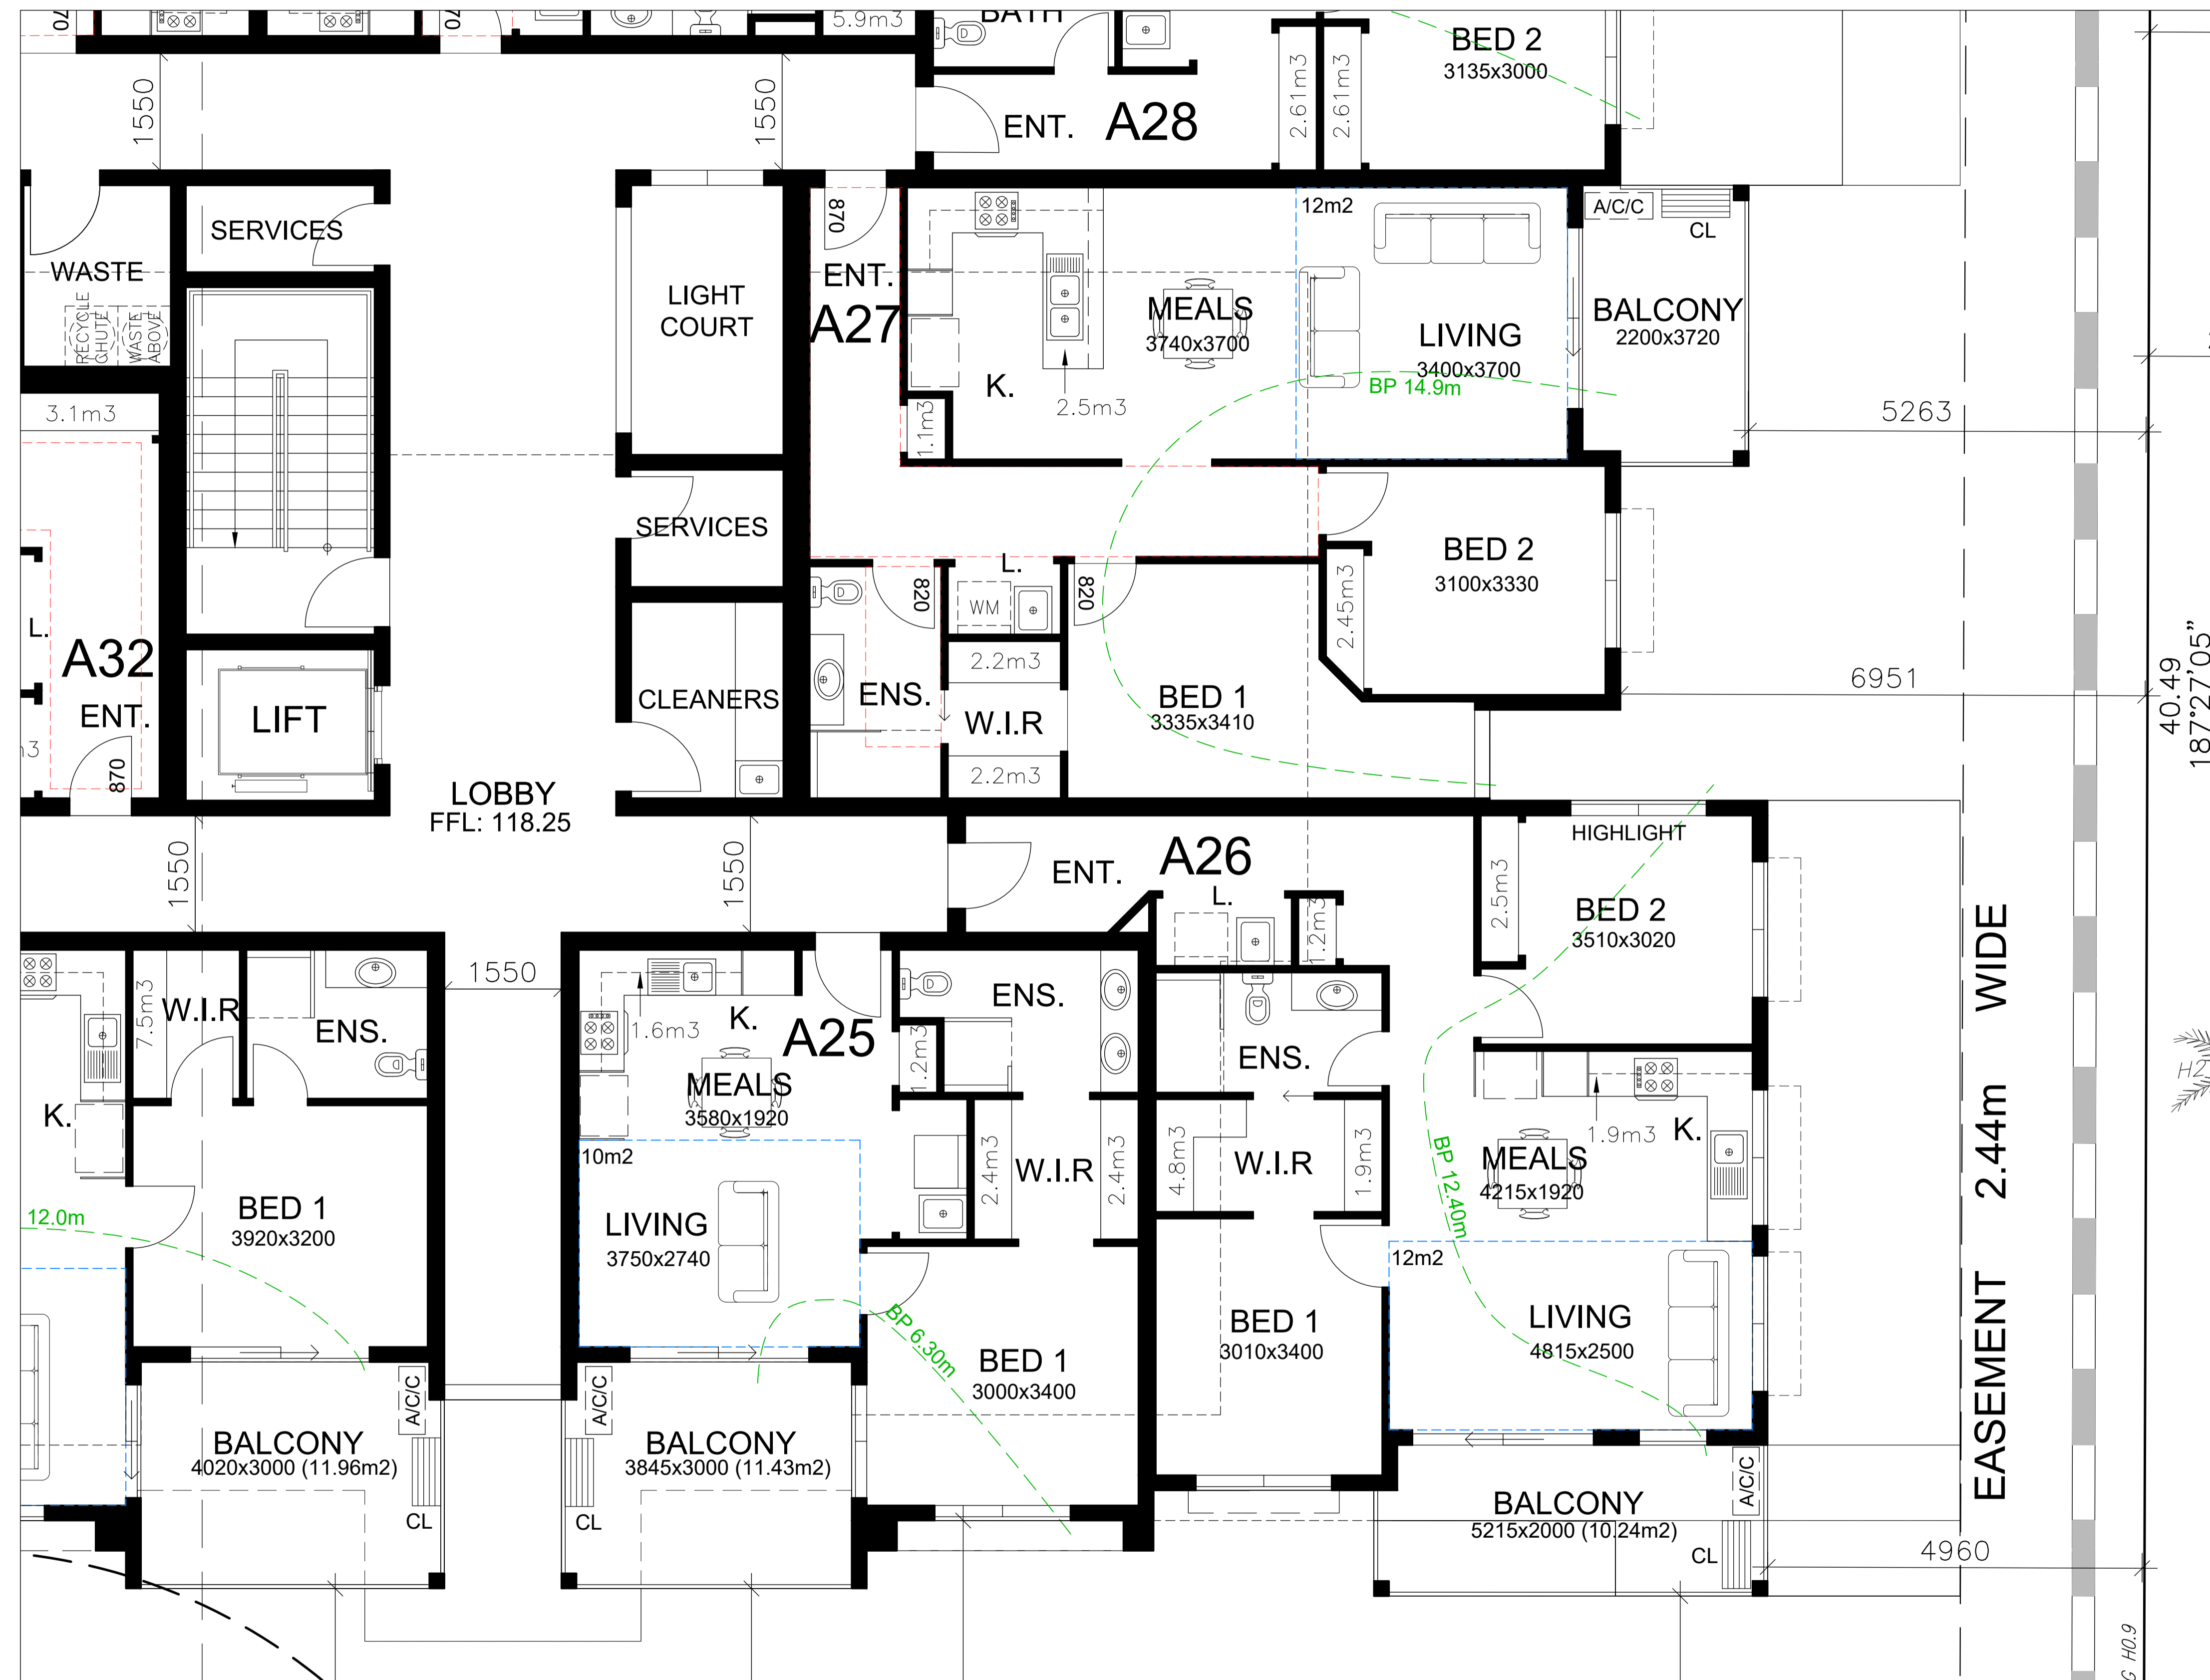 70
70
5.9m3
BATH
BED 2
3135x3000
1550
1550
ENT.
A28
2.61m3
2.61m3
SERVICES
WASTE
RECYCLE
CHUTE
WASTE
ABOVE
LIGHT
COURT
870
ENT.
A27
12m2
A/C/C
CL
MEALS
3740x3700
LIVING
3400x3700
BALCONY
2200x3720
K.
BP 14.9m
2.5m3
1.1m3
5263
3.1m3
SERVICES
BED 2
3100x3330
2.45m3
L.
WM
820
820
L.
A32
ENT.
870
LIFT
CLEANERS
ENS.
2.2m3
W.I.R
2.2m3
BED 1
3335x3410
6951
40.49
187°27'05"
LOBBY
FFL: 118.25
1550
1550
ENT.
A26
L.
1.2m3
HIGHLIGHT
2.5m3
BED 2
3510x3020
EASEMENT 2.44m WIDE
1550
7.5m3
W.I.R
ENS.
K.
1.6m3
K.
A25
ENS.
1.2m3
MEALS
3580x1920
10m2
ENS.
1.9m3
K.
MEALS
4215x1920
BP 12.40m
2.4m3
W.I.R
2.4m3
4.8m3
W.I.R
1.9m3
12.0m
BED 1
3920x3200
LIVING
3750x2740
12m2
BP 6.30m
BED 1
3000x3400
BED 1
3010x3400
LIVING
4815x2500
A/C/C
A/C/C
A/C/C
BALCONY
4020x3000 (11.96m2)
CL
BALCONY
3845x3000 (11.43m2)
CL
BALCONY
5215x2000 (10.24m2)
CL
4960
H0.9